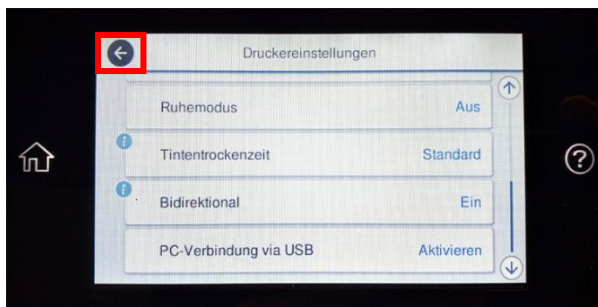 Druckereinstellungen
Ruhemodus Aus
Tintentrockenzeit Standard
Bidirektional Ein
PC-Verbindung via USB Aktivieren